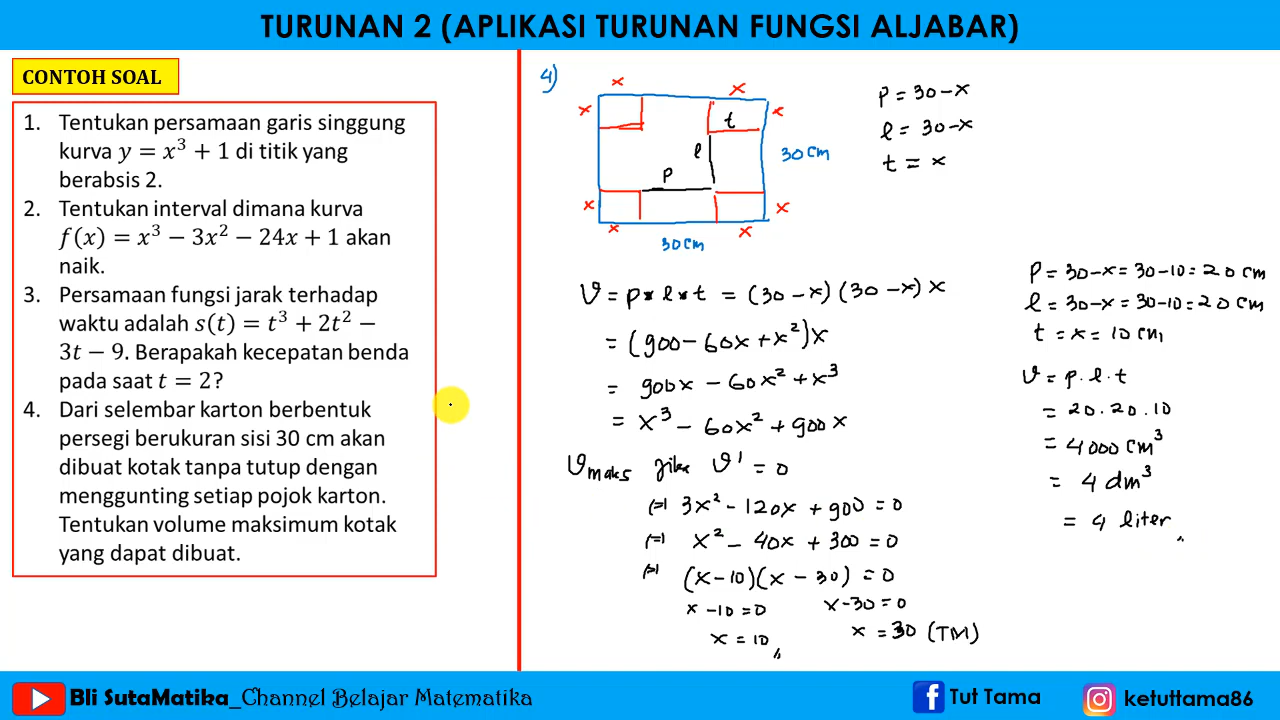 TURUNAN 2 (APLIKASI TURUNAN FUNGSI ALJABAR)
CONTOH SOAL
1. Tentukan persamaan garis singgung
kurva y = x³ + 1 di titik yang
berabsis 2.
2. Tentukan interval dimana kurva
f(x) = x³ − 3x² − 24x + 1 akan
naik.
3. Persamaan fungsi jarak terhadap
waktu adalah s(t) = t³ + 2t² −
3t − 9. Berapakah kecepatan benda
pada saat t = 2?
4. Dari selembar karton berbentuk
persegi berukuran sisi 30 cm akan
dibuat kotak tanpa tutup dengan
menggunting setiap pojok karton.
Tentukan volume maksimum kotak
yang dapat dibuat.
4)
x x
x t x
l 30 cm
p
x x
x x
30 cm
p = 30-x
l = 30-x
t = x
V = p * l * t = (30-x)(30-x) x
= (900 - 60x + x²)x
= 900x - 60x² + x³
= x³ - 60x² + 900x
Vmaks jika V' = 0
(=) 3x² - 120x + 900 = 0
(=) x² - 40x + 300 = 0
(=) (x-10)(x-30) = 0
x-10=0 x-30=0
x = 10,, x = 30 (TM)
p = 30-x = 30-10 = 20 cm
l = 30-x = 30-10 = 20 cm
t = x = 10 cm
V = p.l.t
= 20.20.10
= 4000 cm³
= 4 dm³
= 4 liter,,
Bli SutaMatika_Channel Belajar Matematika
Tut Tama
ketuttama86